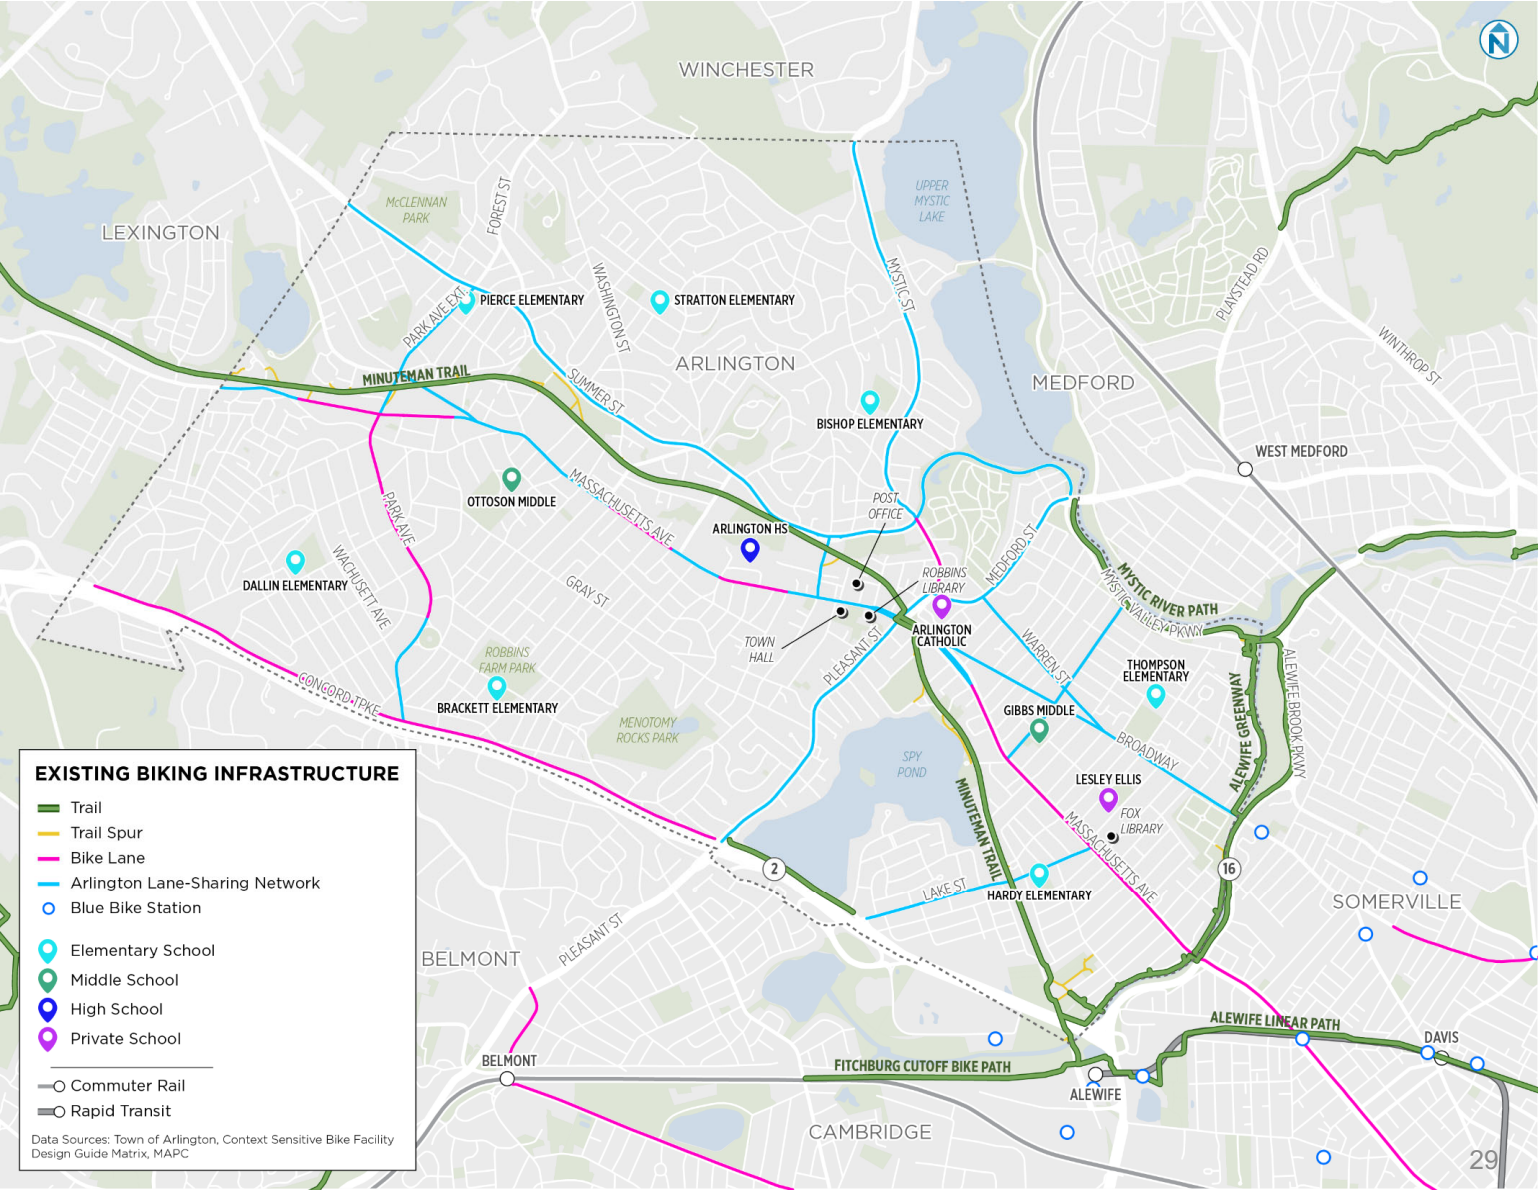 WINCHESTER
N
UPPER
MYSTIC
LAKE
McCLENNAN
PARK
FOREST ST
LEXINGTON
MYSTIC ST
PLAYSTEAD RD
WASHINGTON ST
PARK AVE EXT.
PIERCE ELEMENTARY
STRATTON ELEMENTARY
WINTHROP ST
ARLINGTON
MEDFORD
MINUTEMAN TRAIL
SUMMER ST
BISHOP ELEMENTARY
WEST MEDFORD
OTTOSON MIDDLE
MASSACHUSETTS AVE
POST
OFFICE
PARK AVE
ARLINGTON HS
MEDFORD ST
DALLIN ELEMENTARY
WACHUSETT AVE
GRAY ST
ROBBINS
LIBRARY
MYSTIC RIVER PATH
MYSTIC VALLEY PKWY
ARLINGTON
CATHOLIC
TOWN
HALL
PLEASANT ST
WARREN ST
THOMPSON
ELEMENTARY
ALEWIFE BROOK PKWY
ROBBINS
FARM PARK
BRACKETT ELEMENTARY
CONCORD TPKE
MENOTOMY
ROCKS PARK
GIBBS MIDDLE
ALEWIFE GREENWAY
BROADWAY
SPY
POND
LESLEY ELLIS
FOX
LIBRARY
MINUTEMAN TRAIL
MASSACHUSETTS AVE
2
16
LAKE ST
HARDY ELEMENTARY
SOMERVILLE
PLEASANT ST
BELMONT
ALEWIFE LINEAR PATH
DAVIS
BELMONT
FITCHBURG CUTOFF BIKE PATH
ALEWIFE
CAMBRIDGE
29
EXISTING BIKING INFRASTRUCTURE
Trail
Trail Spur
Bike Lane
Arlington Lane-Sharing Network
Blue Bike Station
Elementary School
Middle School
High School
Private School
Commuter Rail
Rapid Transit
Data Sources: Town of Arlington, Context Sensitive Bike Facility
Design Guide Matrix, MAPC